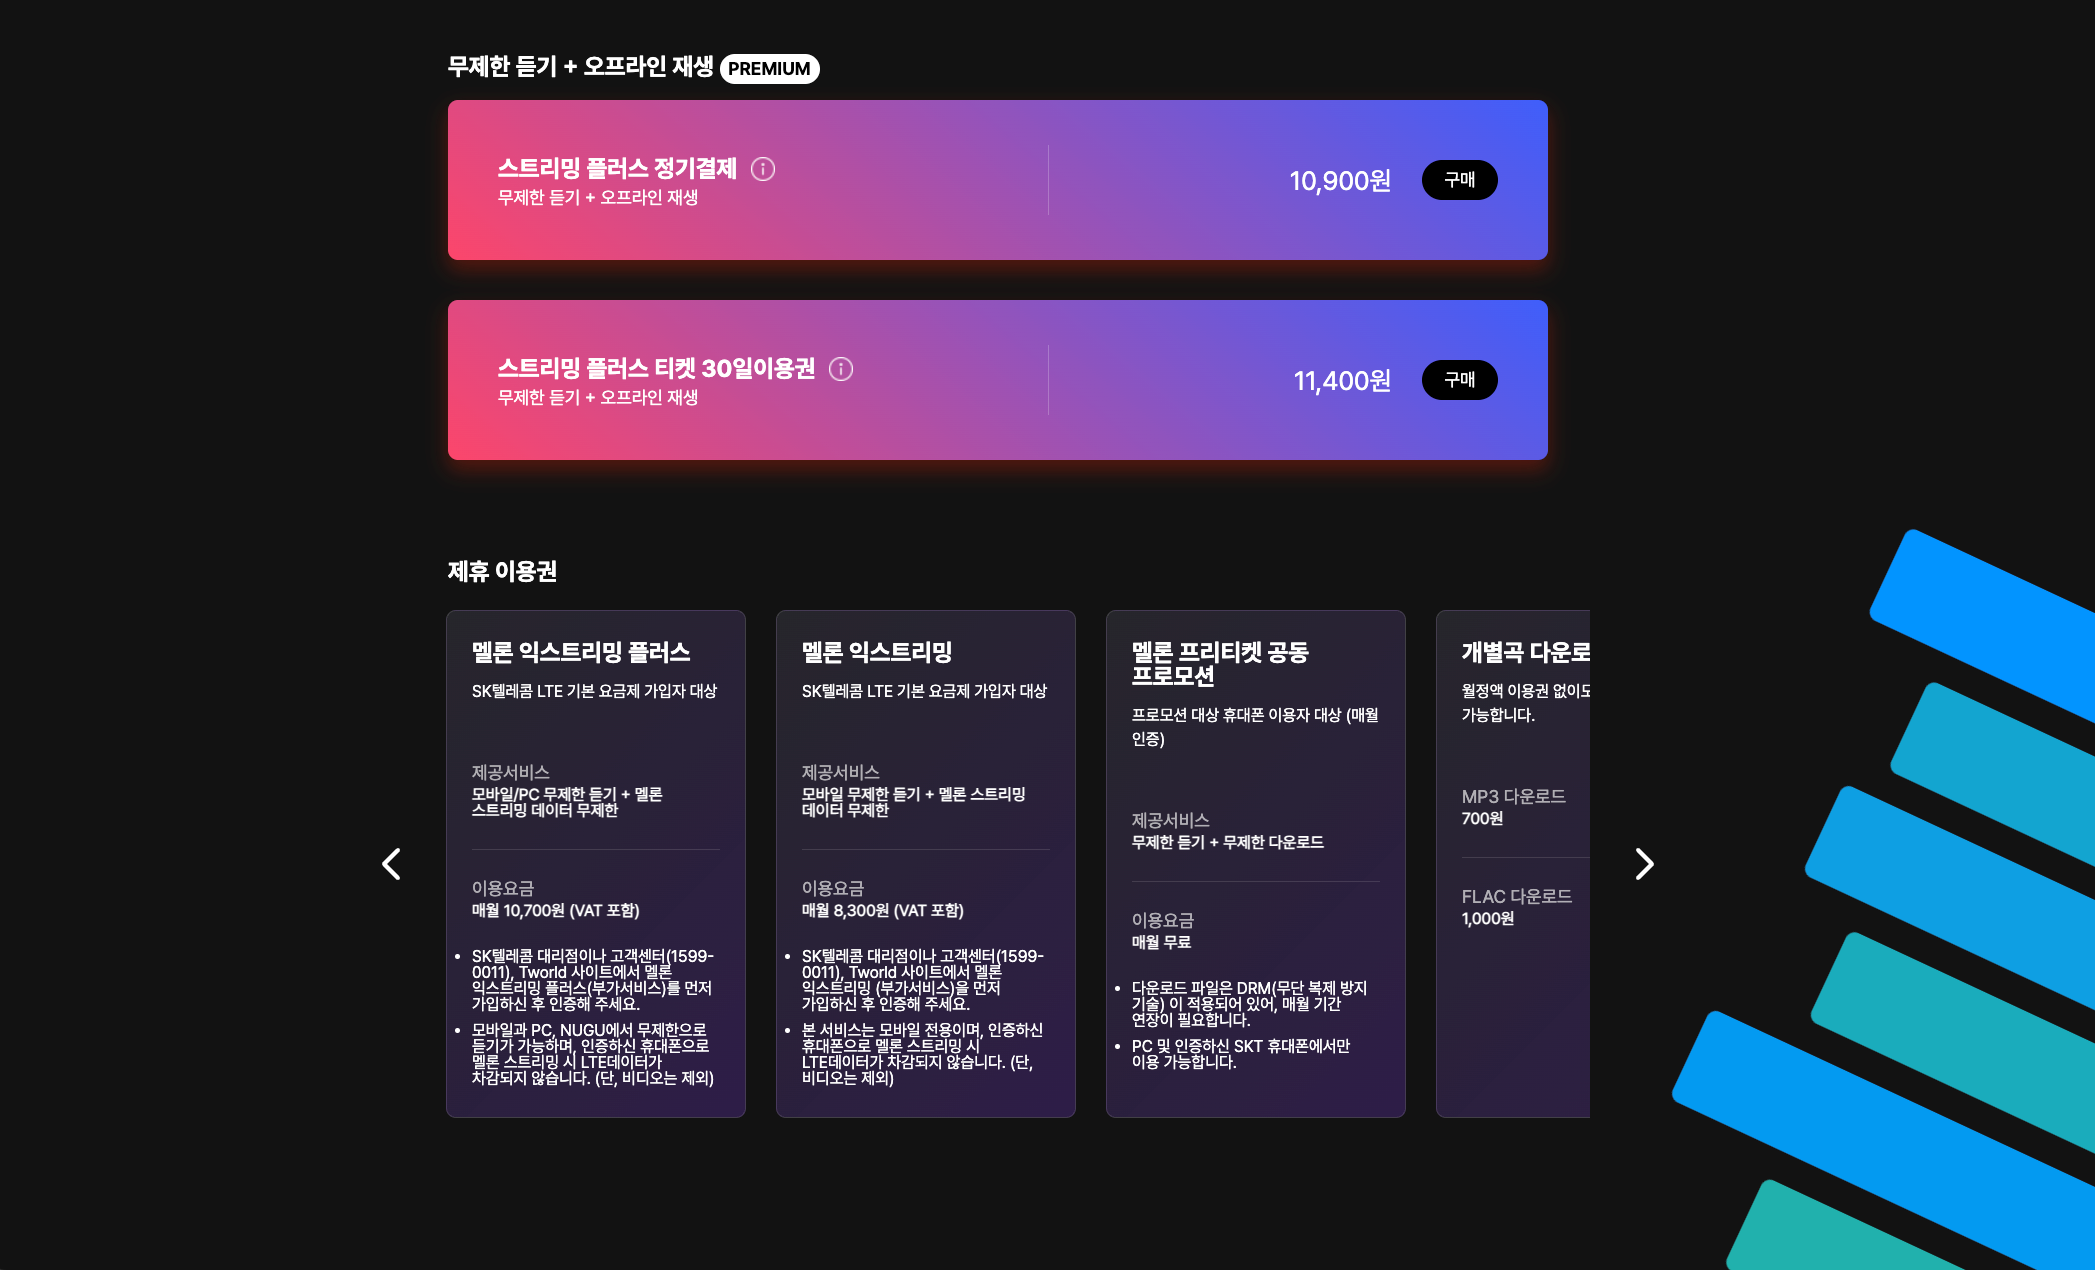 무제한 듣기 + 오프라인 재생 PREMIUM
스트리밍 플러스 정기결제
무제한 듣기 + 오프라인 재생
10,900원
구매
스트리밍 플러스 티켓 30일이용권
무제한 듣기 + 오프라인 재생
11,400원
구매
제휴 이용권
멜론 익스트리밍 플러스
SK텔레콤 LTE 기본 요금제 가입자 대상
제공서비스
모바일/PC 무제한 듣기 + 멜론
스트리밍 데이터 무제한
이용요금
매월 10,700원 (VAT 포함)
SK텔레콤 대리점이나 고객센터(1599-
0011), Tworld 사이트에서 멜론
익스트리밍 플러스(부가서비스)를 먼저
가입하신 후 인증해 주세요.
모바일과 PC, NUGU에서 무제한으로
듣기가 가능하며, 인증하신 휴대폰으로
멜론 스트리밍 시 LTE데이터가
차감되지 않습니다. (단, 비디오는 제외)
멜론 익스트리밍
SK텔레콤 LTE 기본 요금제 가입자 대상
제공서비스
모바일 무제한 듣기 + 멜론 스트리밍
데이터 무제한
이용요금
매월 8,300원 (VAT 포함)
SK텔레콤 대리점이나 고객센터(1599-
0011), Tworld 사이트에서 멜론
익스트리밍 (부가서비스)을 먼저
가입하신 후 인증해 주세요.
본 서비스는 모바일 전용이며, 인증하신
휴대폰으로 멜론 스트리밍 시
LTE데이터가 차감되지 않습니다. (단,
비디오는 제외)
멜론 프리티켓 공동
프로모션
프로모션 대상 휴대폰 이용자 대상 (매월
인증)
제공서비스
무제한 듣기 + 무제한 다운로드
이용요금
매월 무료
다운로드 파일은 DRM(무단 복제 방지
기술) 이 적용되어 있어, 매월 기간
연장이 필요합니다.
PC 및 인증하신 SKT 휴대폰에서만
이용 가능합니다.
개별곡 다운로
월정액 이용권 없이도
가능합니다.
MP3 다운로드
700원
FLAC 다운로드
1,000원